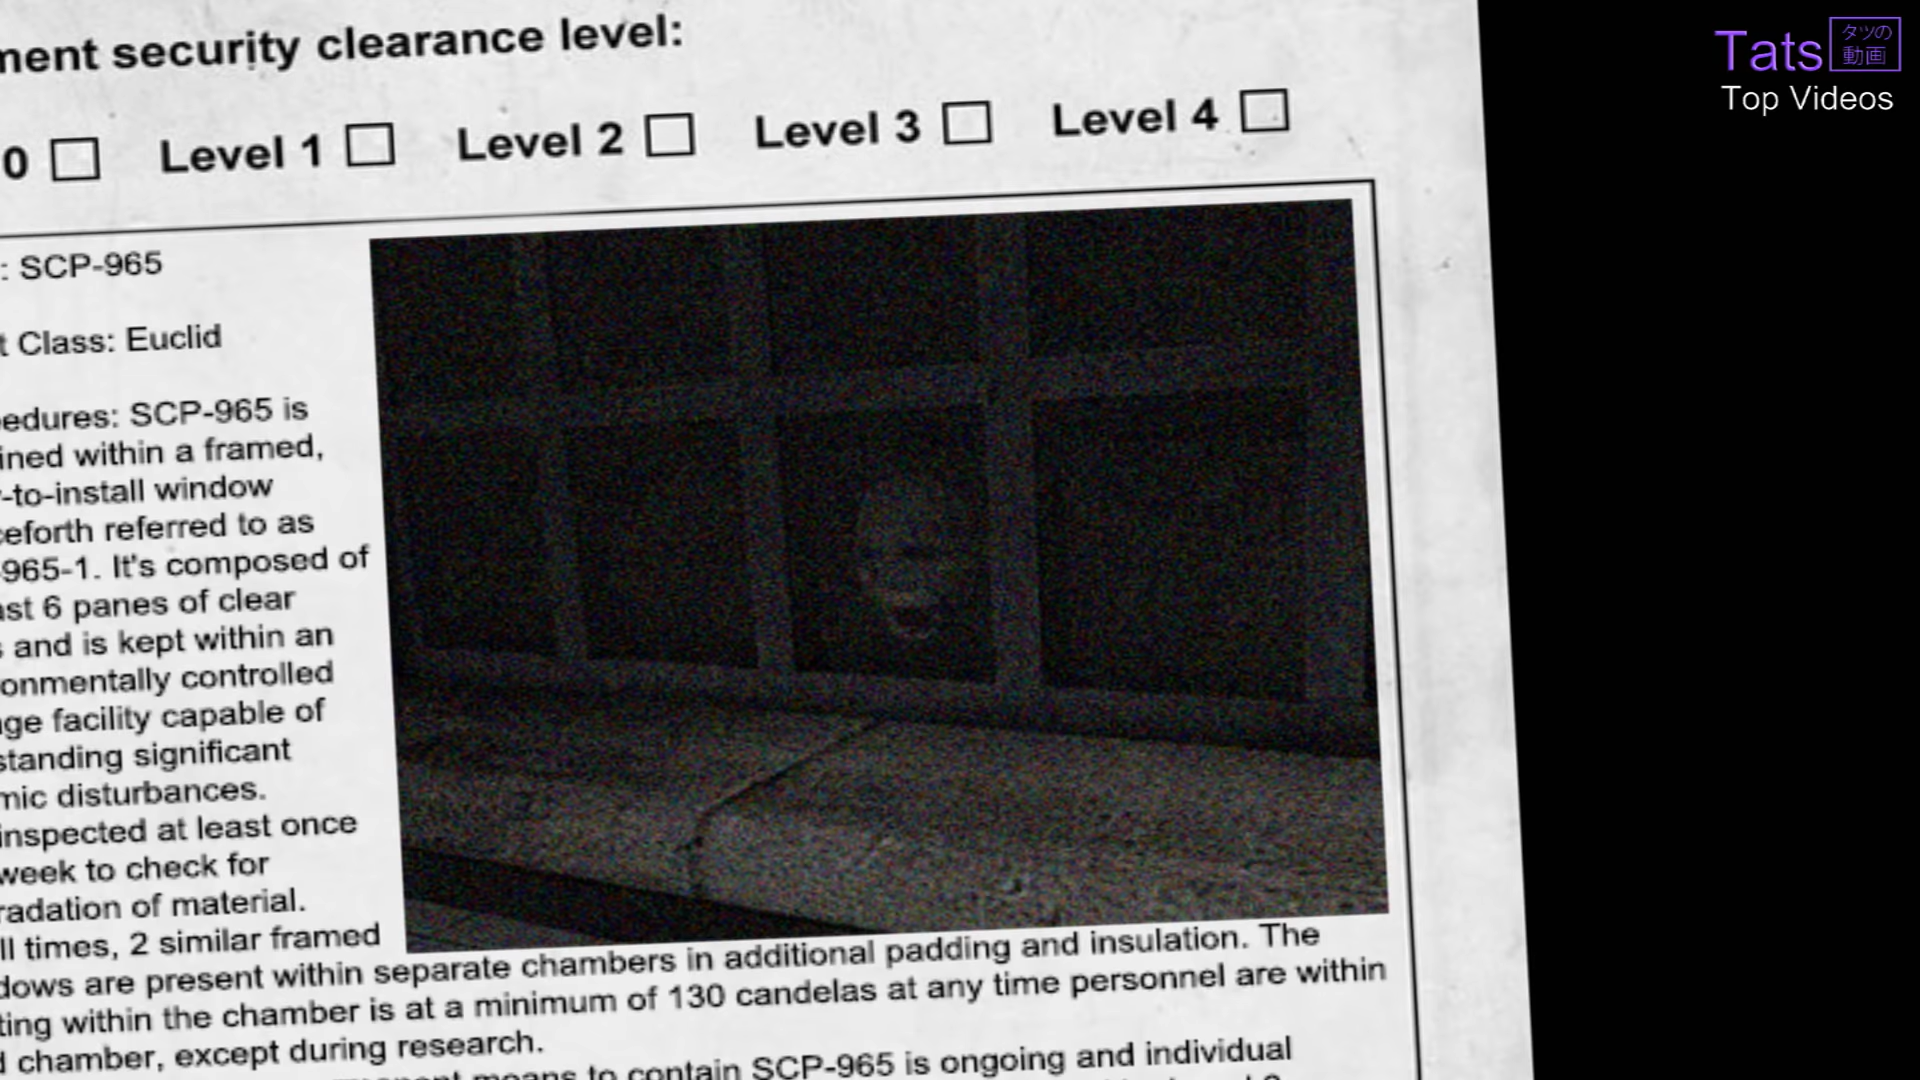 ment security clearance level:
0 Level 1 Level 2 Level 3 Level 4
: SCP-965
t Class: Euclid
edures: SCP-965 is
ined within a framed,
-to-install window
ceforth referred to as
965-1. It's composed of
ast 6 panes of clear
s and is kept within an
onmentally controlled
age facility capable of
standing significant
mic disturbances.
inspected at least once
week to check for
radation of material.
ll times, 2 similar framed
dows are present within separate chambers in additional padding and insulation. The
ting within the chamber is at a minimum of 130 candelas at any time personnel are within
d chamber, except during research.
means to contain SCP-965 is ongoing and individual
Tats
タツの
動画
Top Videos